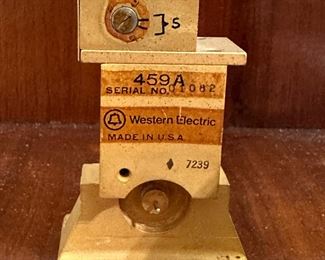 S
459A
SERIAL NO. 01082
Western Electric
MADE IN U.S.A.
7239